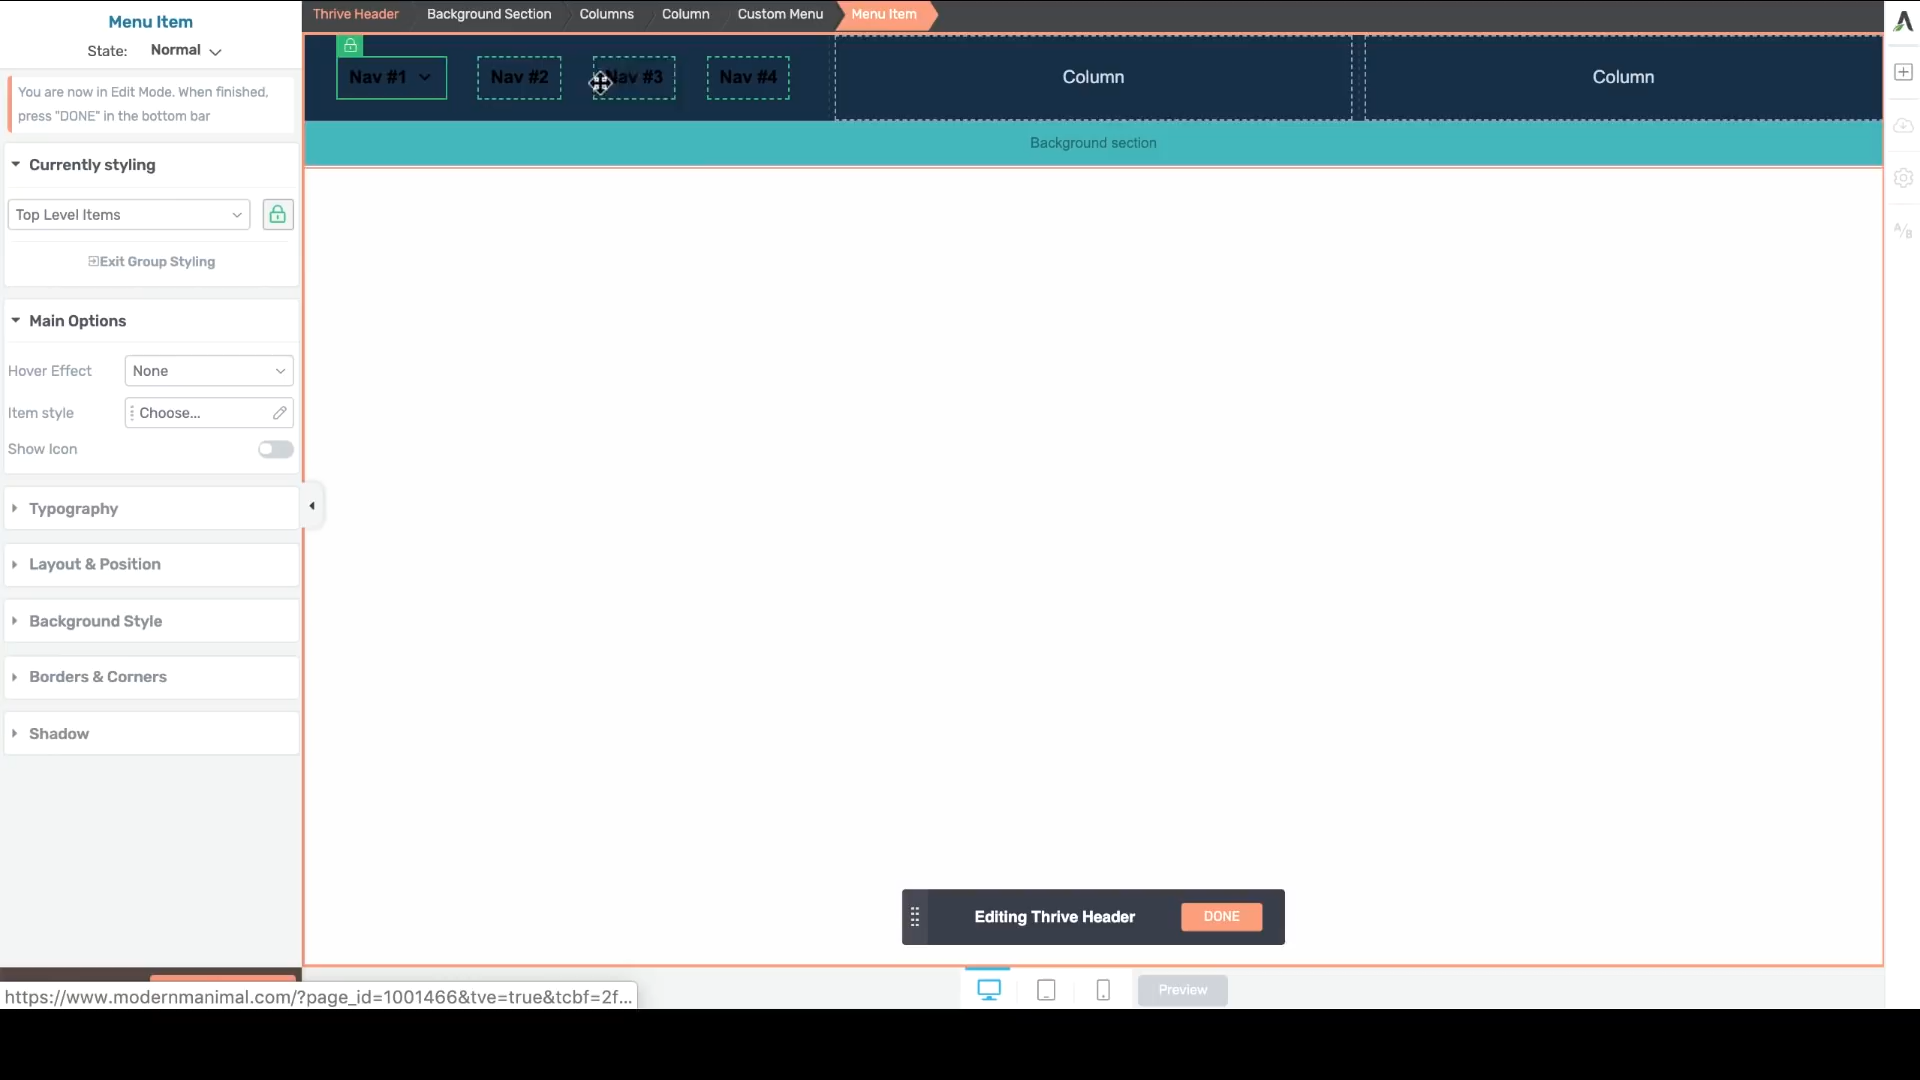 Menu Item
State: Normal
You are now in Edit Mode. When finished,
press "DONE" in the bottom bar
Currently styling
Top Level Items
Exit Group Styling
Main Options
Hover Effect None
Item style Choose...
Show Icon
Typography
Layout & Position
Background Style
Borders & Corners
Shadow
https://www.modernmanimal.com/?page_id=1001466&tve=true&tcbf=2f...
Thrive Header Background Section Columns Column Custom Menu Menu Item
Nav #1 Nav #2 Nav #3 Nav #4 Column Column
Background section
Editing Thrive Header DONE
Preview
A/B